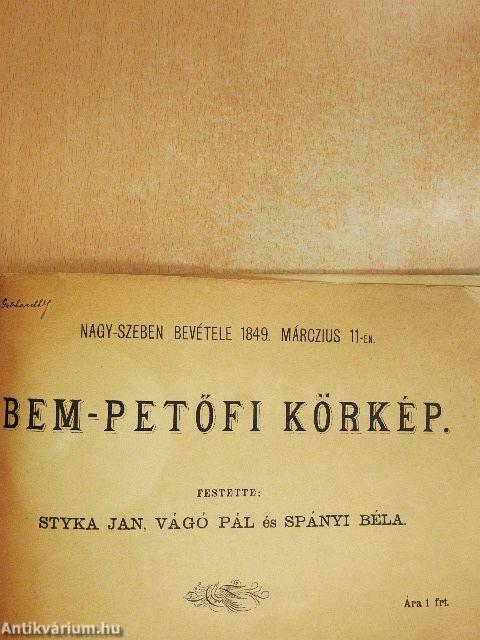 NAGY-SZEBEN BEVÉTELE 1849. MÁRCZIUS 11-ÉN.
BEM-PETŐFI KÖRKÉP.
FESTETTE:
STYKA JAN, VÁGÓ PÁL és SPÁNYI BÉLA.
Ára 1 frt.
Antikvárium.hu